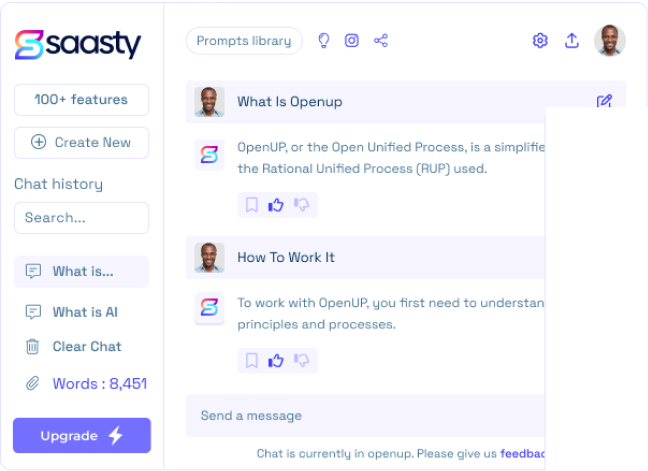 saasty
100+ features
Create New
Chat history
Search...
What is...
What is AI
Clear Chat
Words : 8,451
Upgrade
Prompts library
What Is Openup
OpenUP, or the Open Unified Process, is a simplifie
the Rational Unified Process (RUP) used.
How To Work It
To work with OpenUP, you first need to understan
principles and processes.
Send a message
Chat is currently in openup. Please give us feedbac